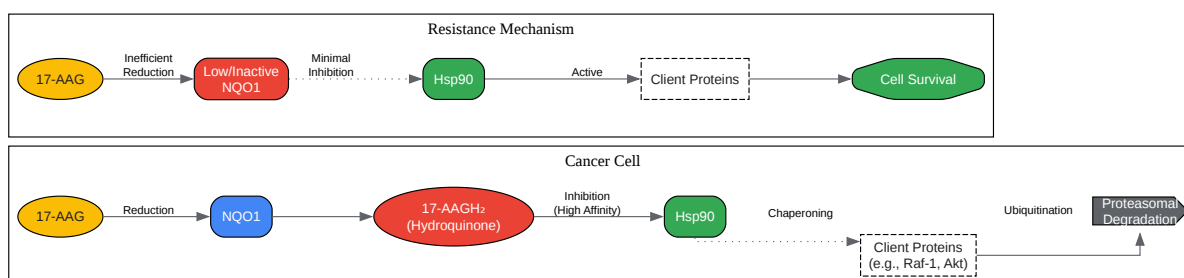 Resistance Mechanism
17-AAG
Inefficient
Reduction
Low/Inactive
NQO1
Minimal
Inhibition
Hsp90
Active
Client Proteins
Cell Survival
Cancer Cell
17-AAG
Reduction
NQO1
17-AAGH₂
(Hydroquinone)
Inhibition
(High Affinity)
Hsp90
Chaperoning
Client Proteins
(e.g., Raf-1, Akt)
Ubiquitination
Proteasomal
Degradation